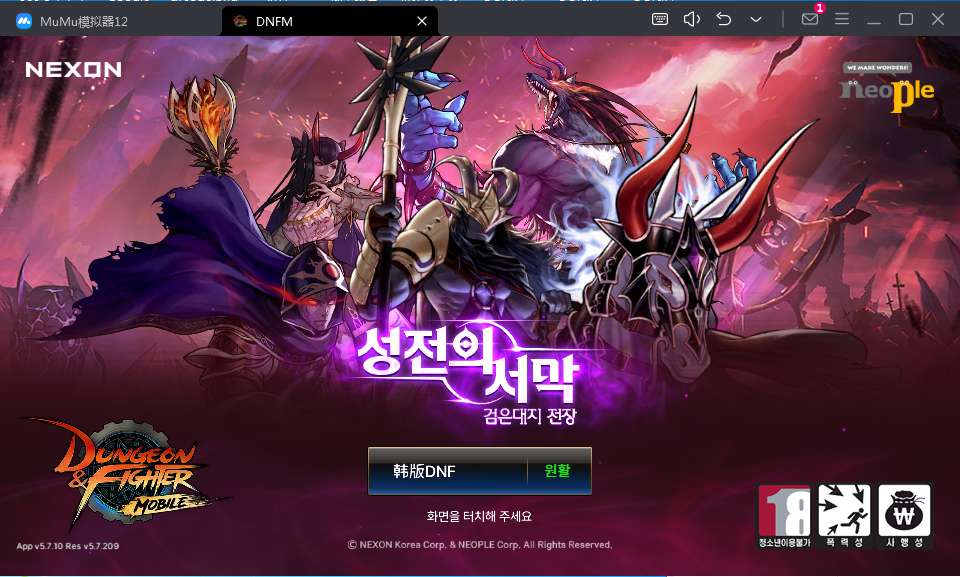 MuMu模拟器12
DNFM
1
NEXON
WE MAKE WONDERS!
neople
성전의
서막
검은대지 전장
DUNGEON
& FIGHTER
MOBILE
韩版DNF
원활
화면을 터치해 주세요
18
청소년이용불가
폭력성
사행성
App v5.7.10 Res v5.7.209
ⓒ NEXON Korea Corp. & NEOPLE Corp. All Rights Reserved.